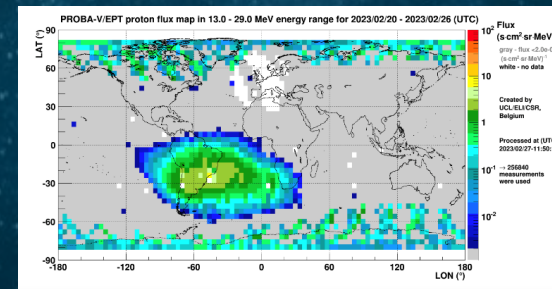 PROBA-V/EPT proton flux map in 13.0 - 29.0 MeV energy range for 2023/02/20 - 2023/02/26 (UTC)
LAT (°)
90
60
30
0
-30
-60
-90
-180
-120
-60
0
60
120
180
LON (°)
10²
10
1
10⁻¹
10⁻²
Flux
(s·cm²·sr·MeV)
gray - flux <2.0e-0
(s·cm²·sr·MeV)⁻¹
white - no data
Created by
UCL/ELI/CSR,
Belgium
Processed at (UT
2023/02/27-11:50:
→ 256840
measurements
were used